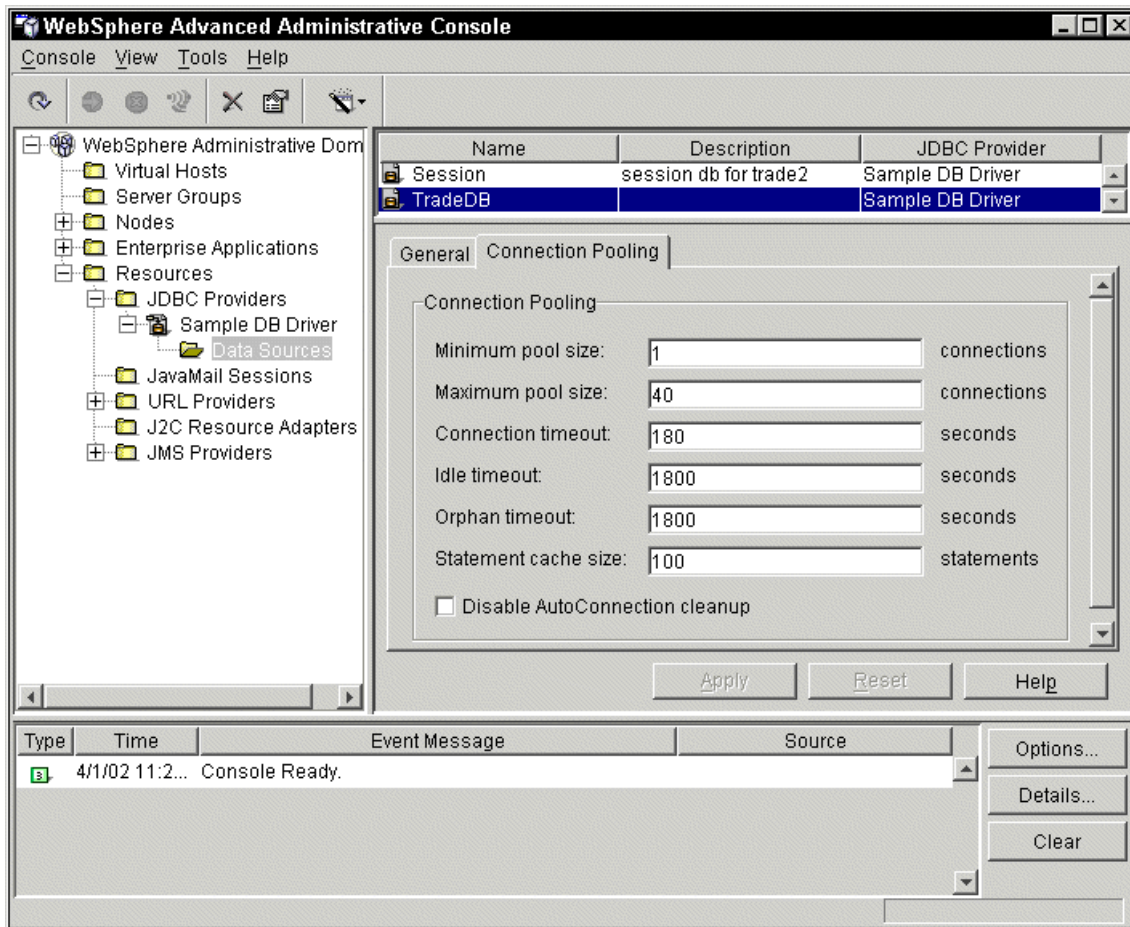 WebSphere Advanced Administrative Console
Console View Tools Help
WebSphere Administrative Dom
Virtual Hosts
Server Groups
Nodes
Enterprise Applications
Resources
JDBC Providers
Sample DB Driver
Data Sources
JavaMail Sessions
URL Providers
J2C Resource Adapters
JMS Providers
Name Description JDBC Provider
Session session db for trade2 Sample DB Driver
TradeDB Sample DB Driver
General Connection Pooling
Connection Pooling
Minimum pool size: 1 connections
Maximum pool size: 40 connections
Connection timeout: 180 seconds
Idle timeout: 1800 seconds
Orphan timeout: 1800 seconds
Statement cache size: 100 statements
Disable AutoConnection cleanup
Apply Reset Help
Type Time Event Message Source
4/1/02 11:2... Console Ready.
Options...
Details...
Clear